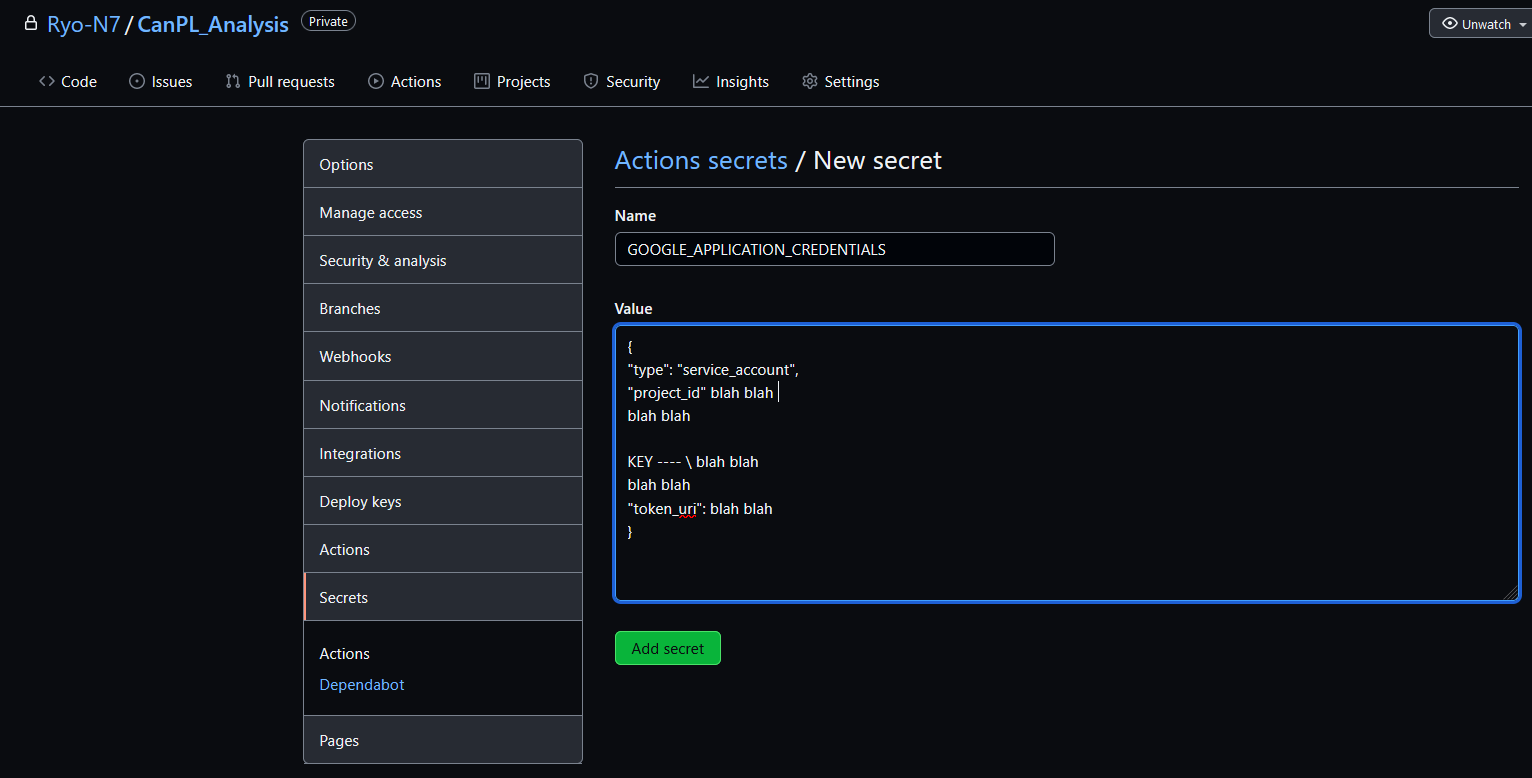 Ryo-N7 / CanPL_Analysis Private
Unwatch
Code Issues Pull requests Actions Projects Security Insights Settings
Options
Manage access
Security & analysis
Branches
Webhooks
Notifications
Integrations
Deploy keys
Actions
Secrets
Actions
Dependabot
Pages
Actions secrets / New secret
Name
GOOGLE_APPLICATION_CREDENTIALS
Value
{
"type": "service_account",
"project_id" blah blah
blah blah
KEY ---- \ blah blah
blah blah
"token_uri": blah blah
}
Add secret